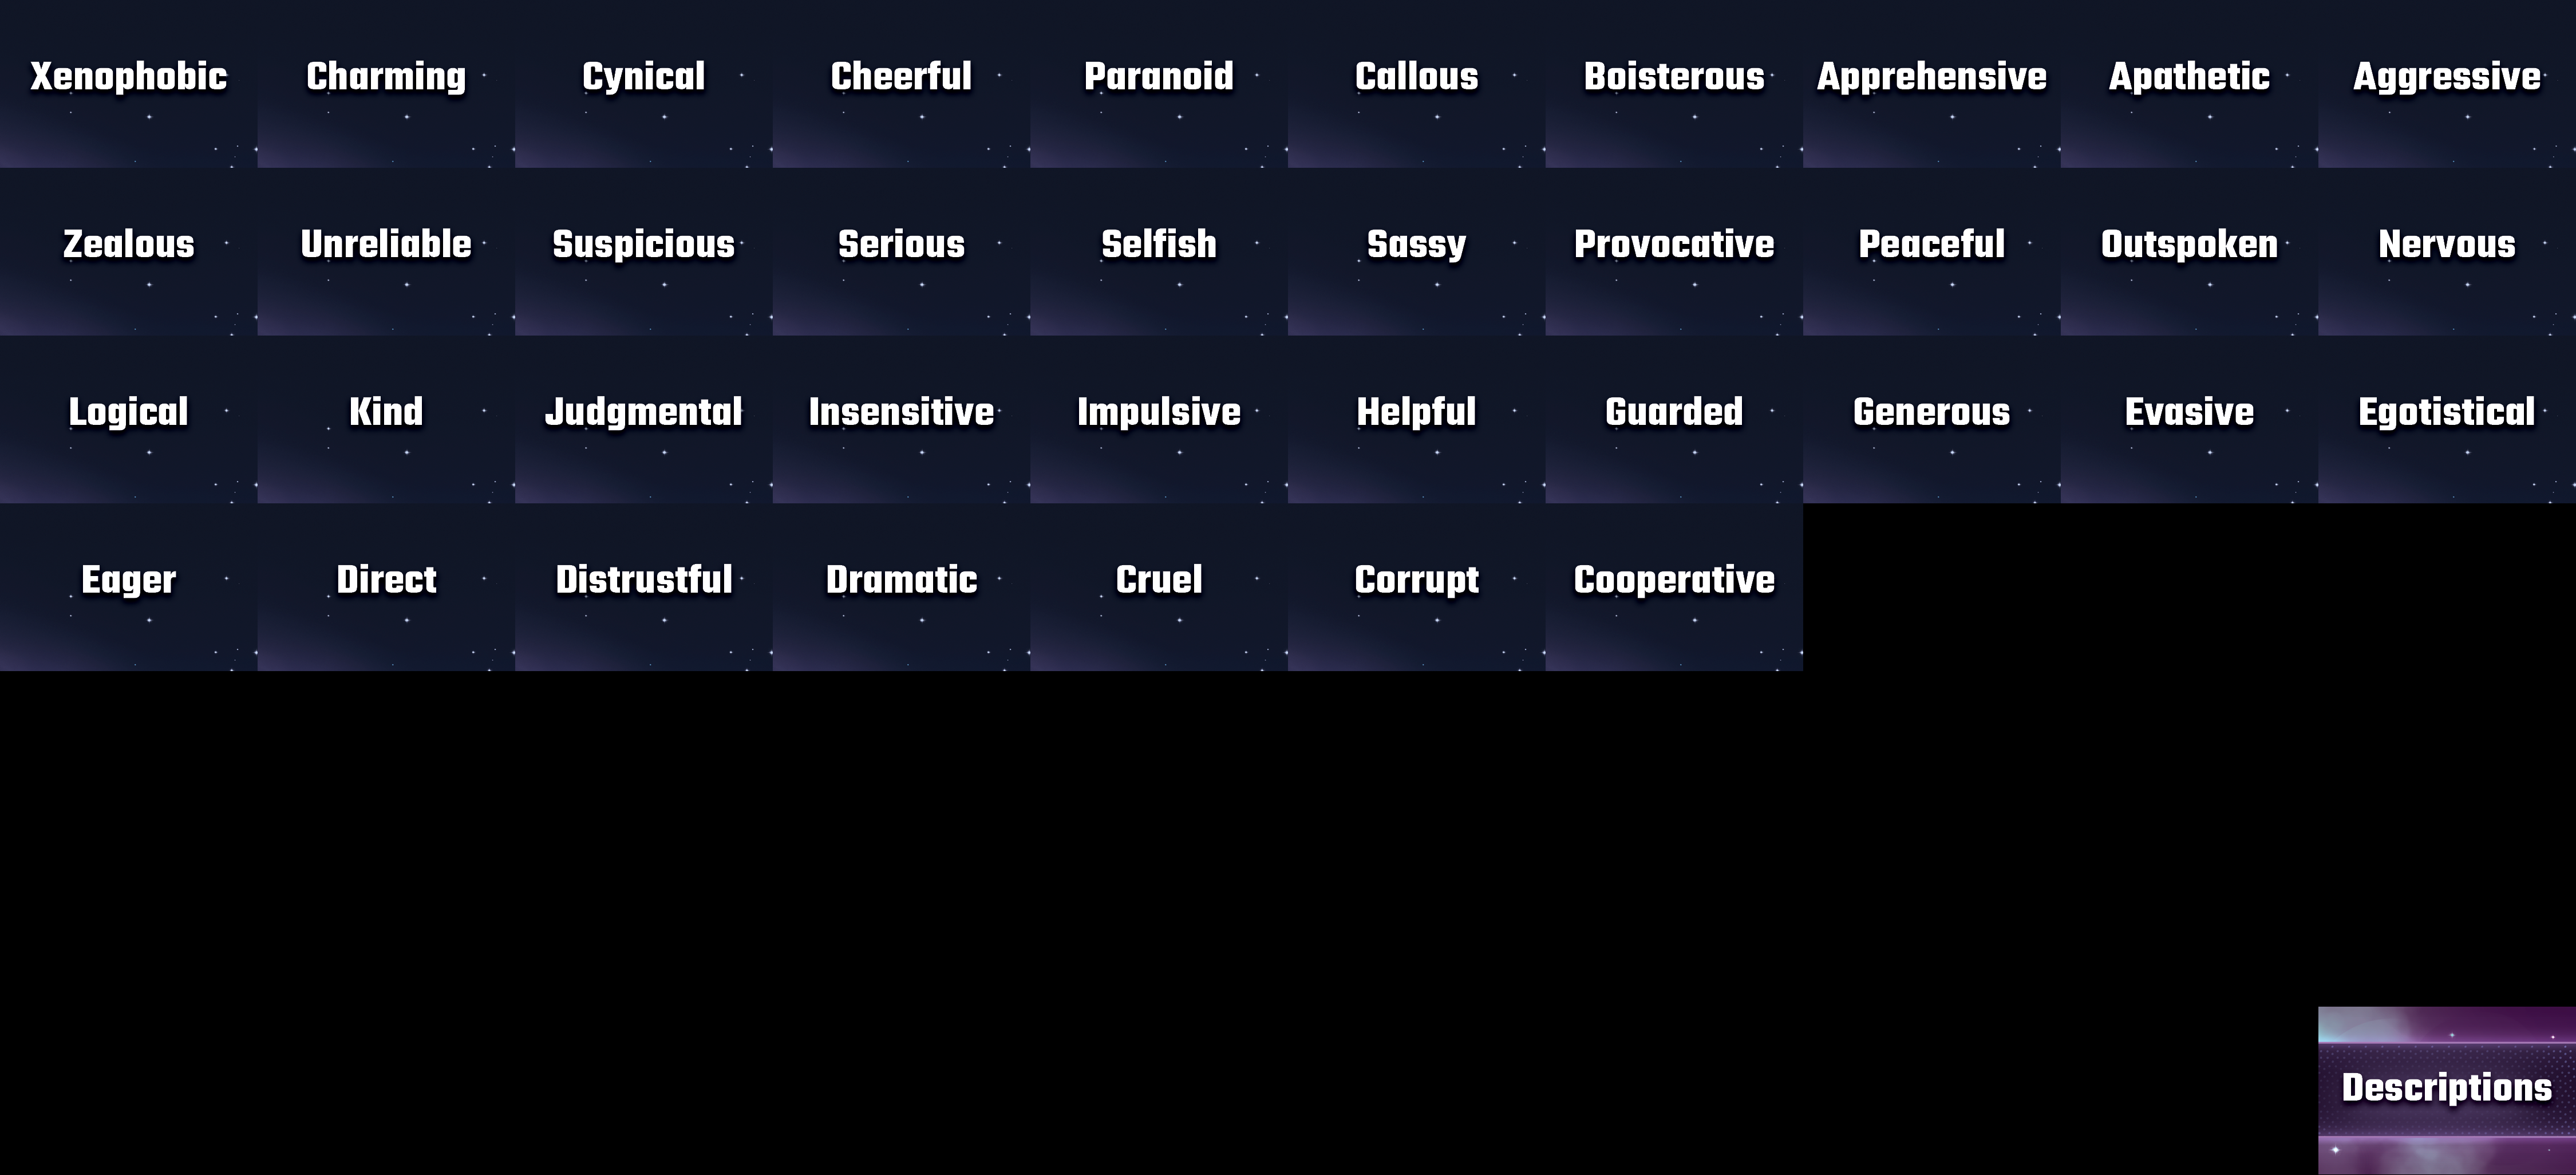 Xenophobic Charming Cynical Cheerful Paranoid Callous Boisterous Apprehensive Apathetic Aggressive
Zealous Unreliable Suspicious Serious Selfish Sassy Provocative Peaceful Outspoken Nervous
Logical Kind Judgmental Insensitive Impulsive Helpful Guarded Generous Evasive Egotistical
Eager Direct Distrustful Dramatic Cruel Corrupt Cooperative
Descriptions